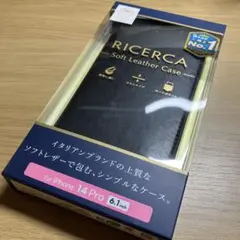 No.1
RICERCA
Soft Leather Case
イタリアンブランドの上質な
ソフトレザーで包む、シンプルなケース。
for iPhone 14 Pro 6.1inch